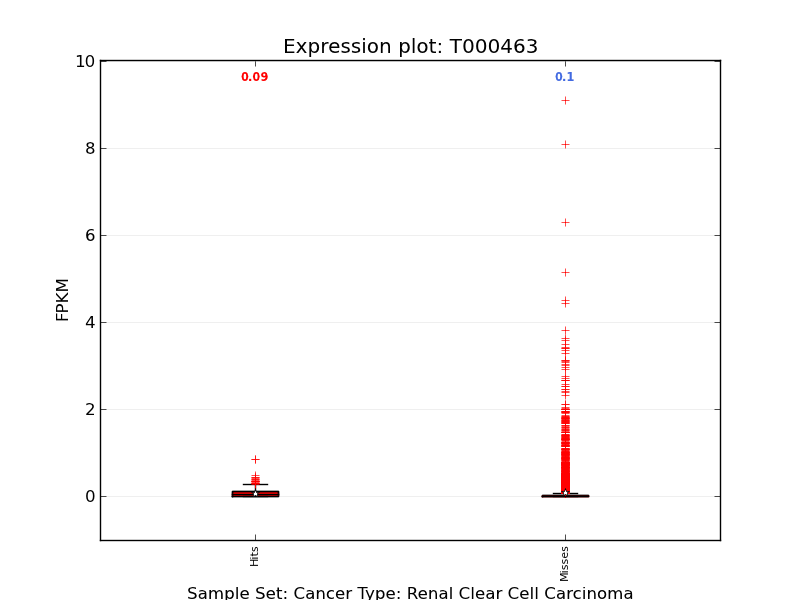 Expression plot: T000463
10
0.09
0.1
8
6
FPKM
4
2
0
Hits
Misses
Sample Set: Cancer Type: Renal Clear Cell Carcinoma